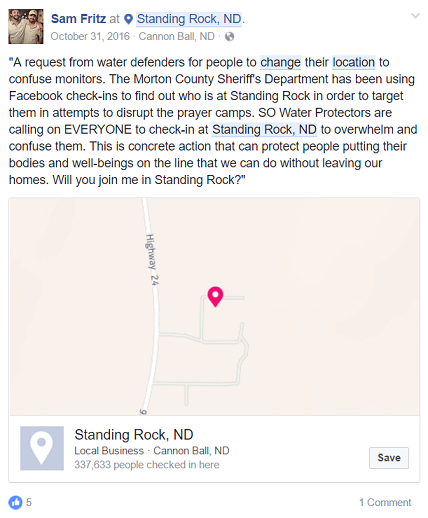 Sam Fritz at Standing Rock, ND.
October 31, 2016 · Cannon Ball, ND ·
"A request from water defenders for people to change their location to
confuse monitors. The Morton County Sheriff's Department has been using
Facebook check-ins to find out who is at Standing Rock in order to target
them in attempts to disrupt the prayer camps. SO Water Protectors are
calling on EVERYONE to check-in at Standing Rock, ND to overwhelm and
confuse them. This is concrete action that can protect people putting their
bodies and well-beings on the line that we can do without leaving our
homes. Will you join me in Standing Rock?"
Highway 24
Standing Rock, ND
Local Business · Cannon Ball, ND
337,633 people checked in here
Save
5
1 Comment